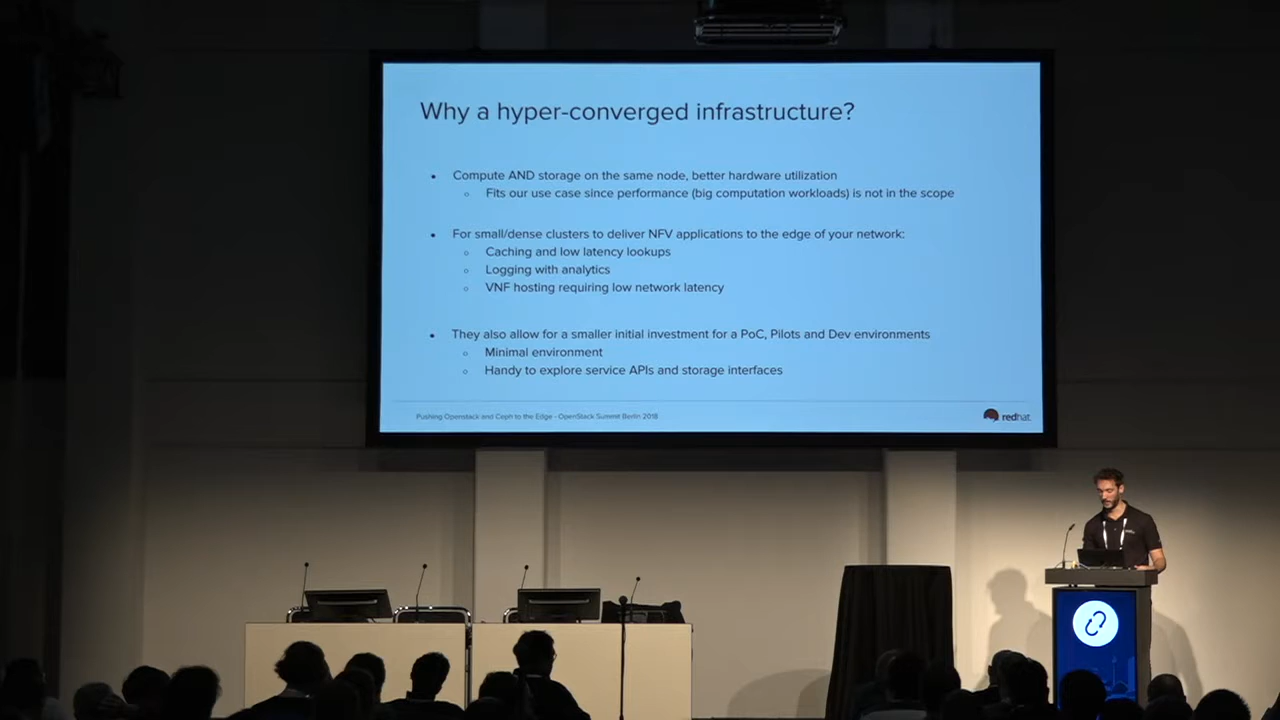 Why a hyper-converged infrastructure?
● Compute AND storage on the same node, better hardware utilization
○ Fits our use case since performance (big computation workloads) is not in the scope
● For small/dense clusters to deliver NFV applications to the edge of your network:
○ Caching and low latency lookups
○ Logging with analytics
○ VNF hosting requiring low network latency
● They also allow for a smaller initial investment for a PoC, Pilots and Dev environments
○ Minimal environment
○ Handy to explore service APIs and storage interfaces
Pushing Openstack and Ceph to the Edge - OpenStack Summit Berlin 2018
redhat.